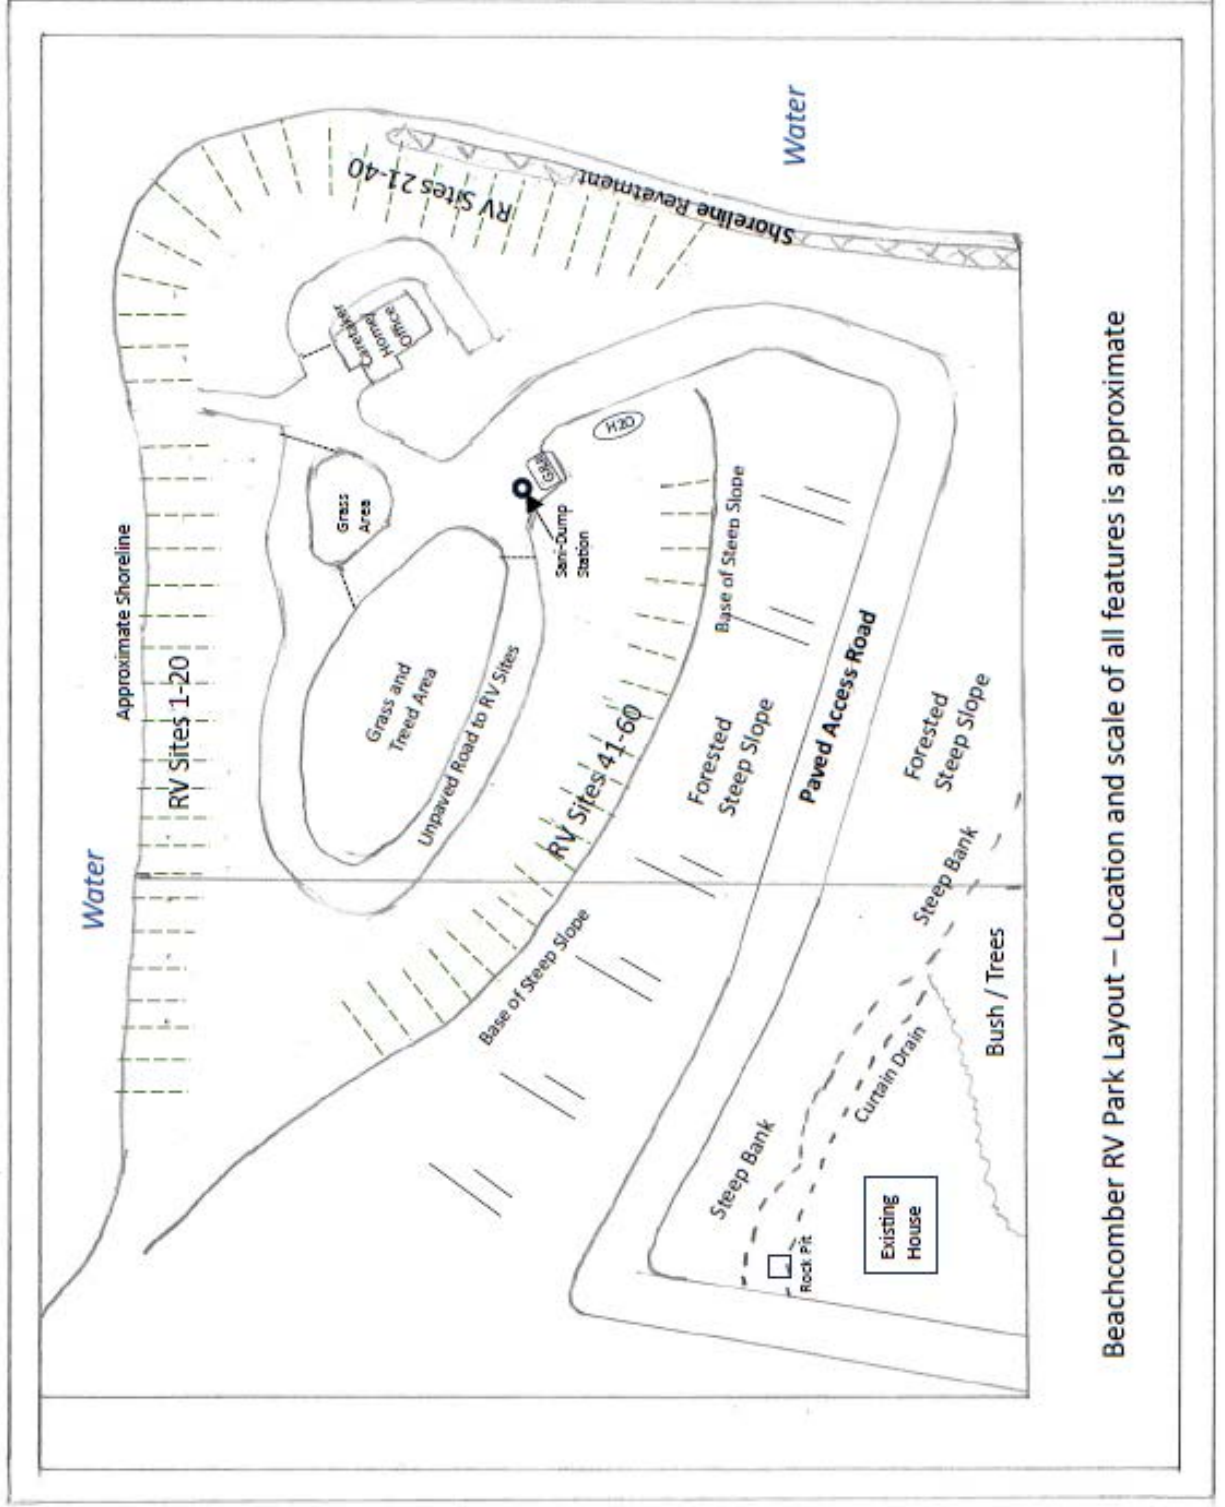 Water
Approximate Shoreline
RV Sites 1-20
Water
RV Sites 21-40
Shoreline Revetment
Caretaker
Home
Office
Grass
Area
Grass and
Treed Area
Unpaved Road to RV Sites
Sani-Dump
Station
H2O
RV Sites 41-60
Base of Steep Slope
Base of Steep Slope
Forested
Steep Slope
Paved Access Road
Forested
Steep Slope
Steep Bank
Steep Bank
Curtain Drain
Bush / Trees
Rock Pit
Existing
House
Beachcomber RV Park Layout – Location and scale of all features is approximate